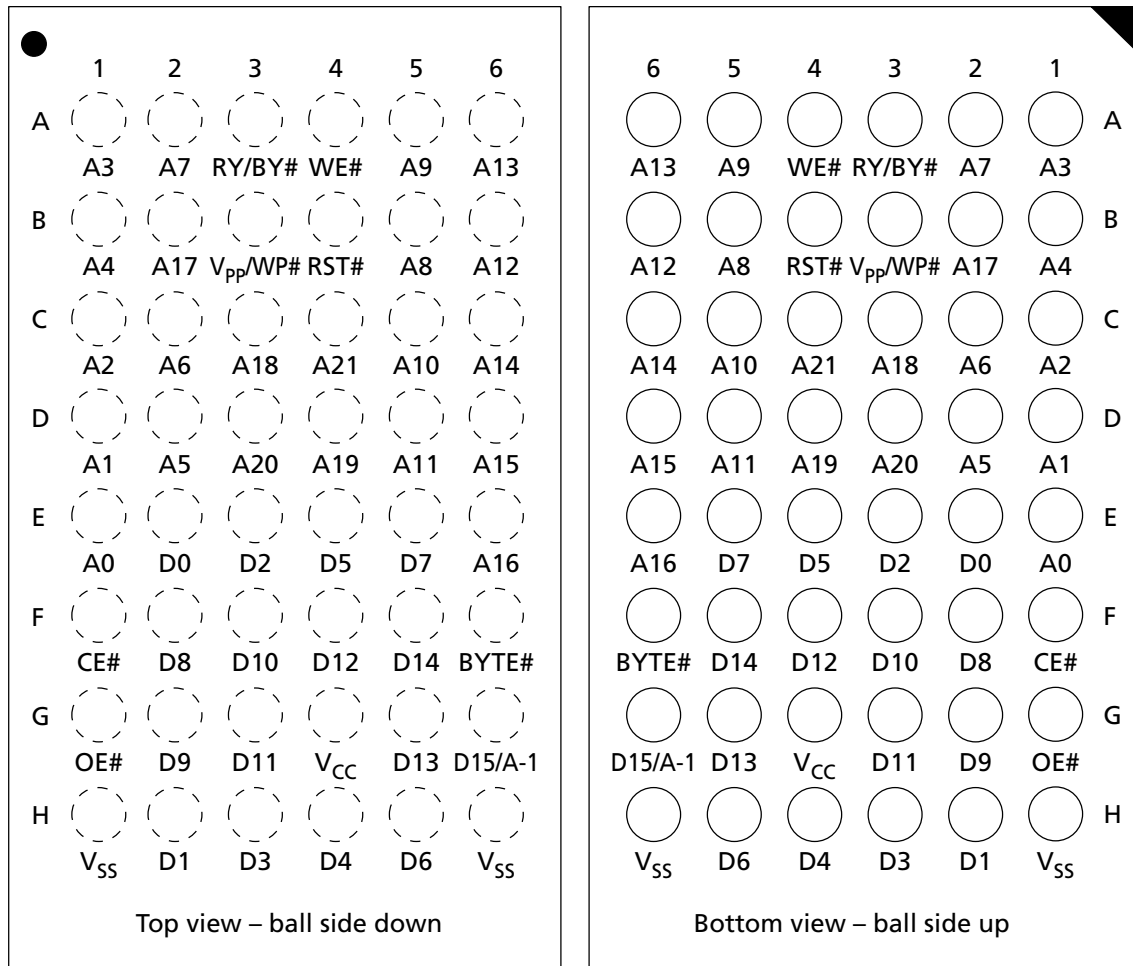 1 2 3 4 5 6
A
A3 A7 RY/BY# WE# A9 A13
B
A4 A17 VPP/WP# RST# A8 A12
C
A2 A6 A18 A21 A10 A14
D
A1 A5 A20 A19 A11 A15
E
A0 D0 D2 D5 D7 A16
F
CE# D8 D10 D12 D14 BYTE#
G
OE# D9 D11 VCC D13 D15/A-1
H
VSS D1 D3 D4 D6 VSS
Top view – ball side down
6 5 4 3 2 1
A
A13 A9 WE# RY/BY# A7 A3
B
A12 A8 RST# VPP/WP# A17 A4
C
A14 A10 A21 A18 A6 A2
D
A15 A11 A19 A20 A5 A1
E
A16 D7 D5 D2 D0 A0
F
BYTE# D14 D12 D10 D8 CE#
G
D15/A-1 D13 VCC D11 D9 OE#
H
VSS D6 D4 D3 D1 VSS
Bottom view – ball side up